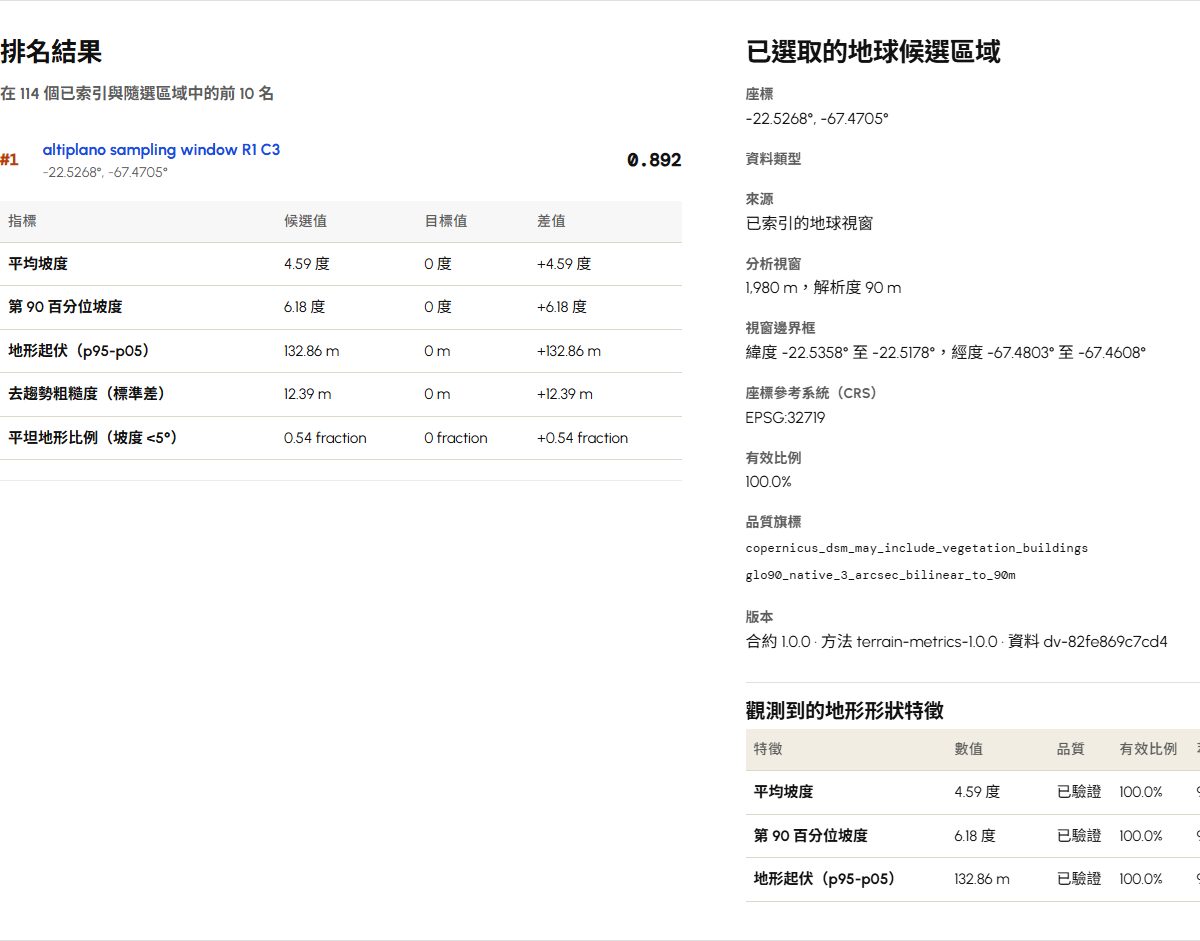 排名結果
在 114 個已索引與隨選區域中的前 10 名
#1 altiplano sampling window R1 C3 0.892
-22.5268°, -67.4705°
指標 候選值 目標值 差值
平均坡度 4.59 度 0 度 +4.59 度
第 90 百分位坡度 6.18 度 0 度 +6.18 度
地形起伏（p95-p05） 132.86 m 0 m +132.86 m
去趨勢粗糙度（標準差） 12.39 m 0 m +12.39 m
平坦地形比例（坡度 <5°） 0.54 fraction 0 fraction +0.54 fraction
已選取的地球候選區域
座標
-22.5268°, -67.4705°
資料類型
來源
已索引的地球視窗
分析視窗
1,980 m，解析度 90 m
視窗邊界框
緯度 -22.5358° 至 -22.5178°，經度 -67.4803° 至 -67.4608°
座標參考系統（CRS）
EPSG:32719
有效比例
100.0%
品質旗標
copernicus_dsm_may_include_vegetation_buildings
glo90_native_3_arcsec_bilinear_to_90m
版本
合約 1.0.0 · 方法 terrain-metrics-1.0.0 · 資料 dv-82fe869c7cd4
觀測到的地形形狀特徵
特徵 數值 品質 有效比例
平均坡度 4.59 度 已驗證 100.0%
第 90 百分位坡度 6.18 度 已驗證 100.0%
地形起伏（p95-p05） 132.86 m 已驗證 100.0%